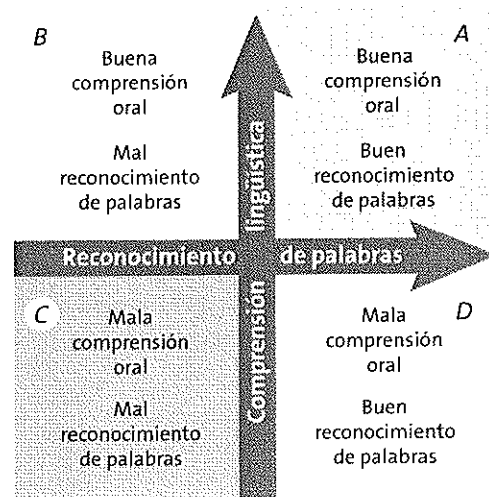 B
Buena
comprensión
oral
Mal
reconocimiento
de palabras
A
Buena
comprensión
oral
Buen
reconocimiento
de palabras
Reconocimiento de palabras
Comprensión lingüística
C
Mala
comprensión
oral
Mal
reconocimiento
de palabras
D
Mala
comprensión
oral
Buen
reconocimiento
de palabras